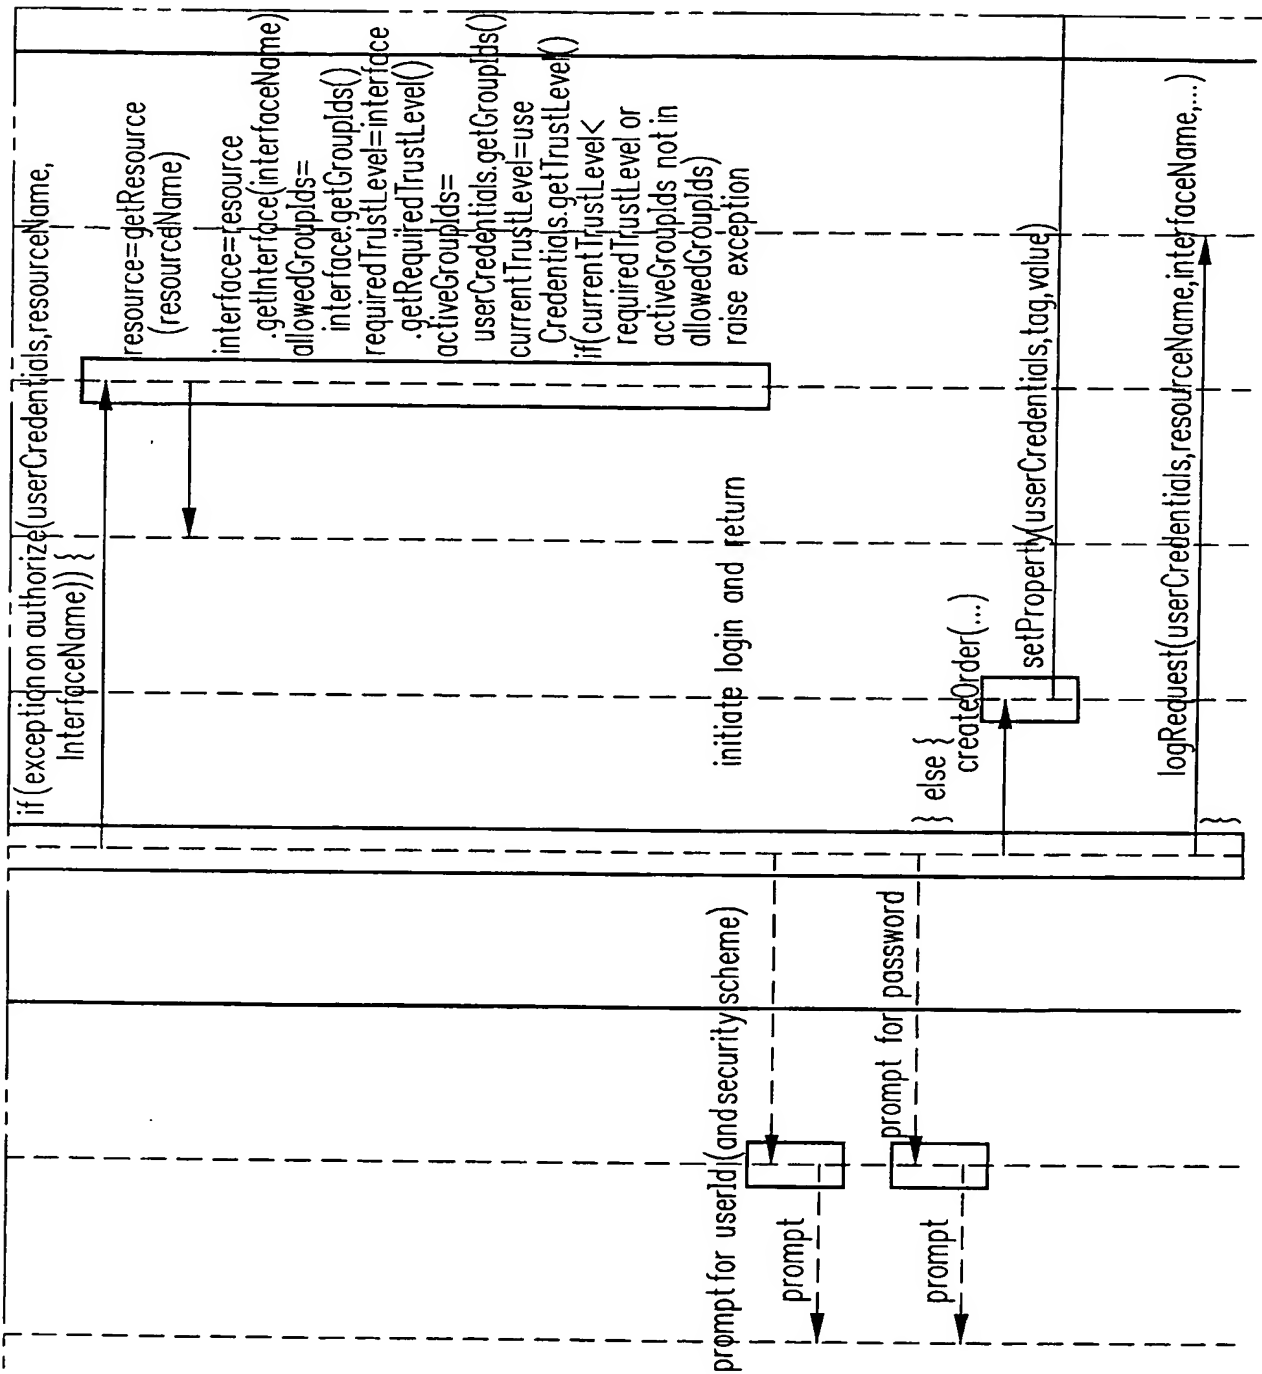 if(exception on authorize(userCredentials,resourceName,
InterfaceName)) {
resource=getResource
(resourceName)
interface=resource
.getInterface(interfaceName)
allowedGroupIds=
interface.getGroupIds()
requiredTrustLevel=interface
.getRequiredTrustLevel()
activeGroupIds=
userCredentials.getGroupIds()
currentTrustLevel=use
Credentials.getTrustLevel()
if(currentTrustLevel<
requiredTrustLevel or
activeGroupIds not in
allowedGroupIds)
raise exception
prompt for userId (and security scheme)
initiate login and return
prompt
prompt for password
prompt
} else {
createOrder(...)
setProperty(userCredentials,tag,value)
logRequest(userCredentials,resourceName,interfaceName,...)
}